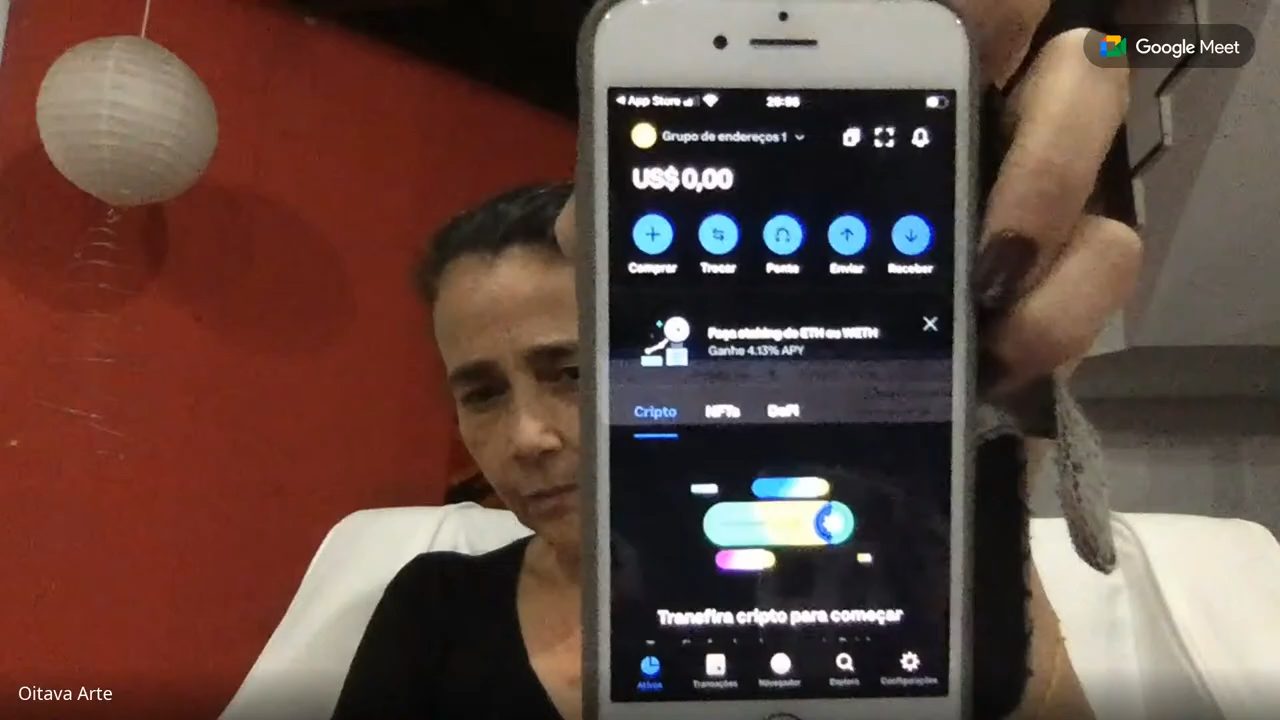 Google Meet
App Store
Grupo de endereços 1
US$ 0,00
Comprar
Trocar
Ponte
Enviar
Receber
Faça staking de ETH ou WETH
Ganhe 4.13% APY
Cripto
NFTs
DeFi
Transfira cripto para começar
Ativos
Transações
Navegador
Explore
Configurações
Oitava Arte